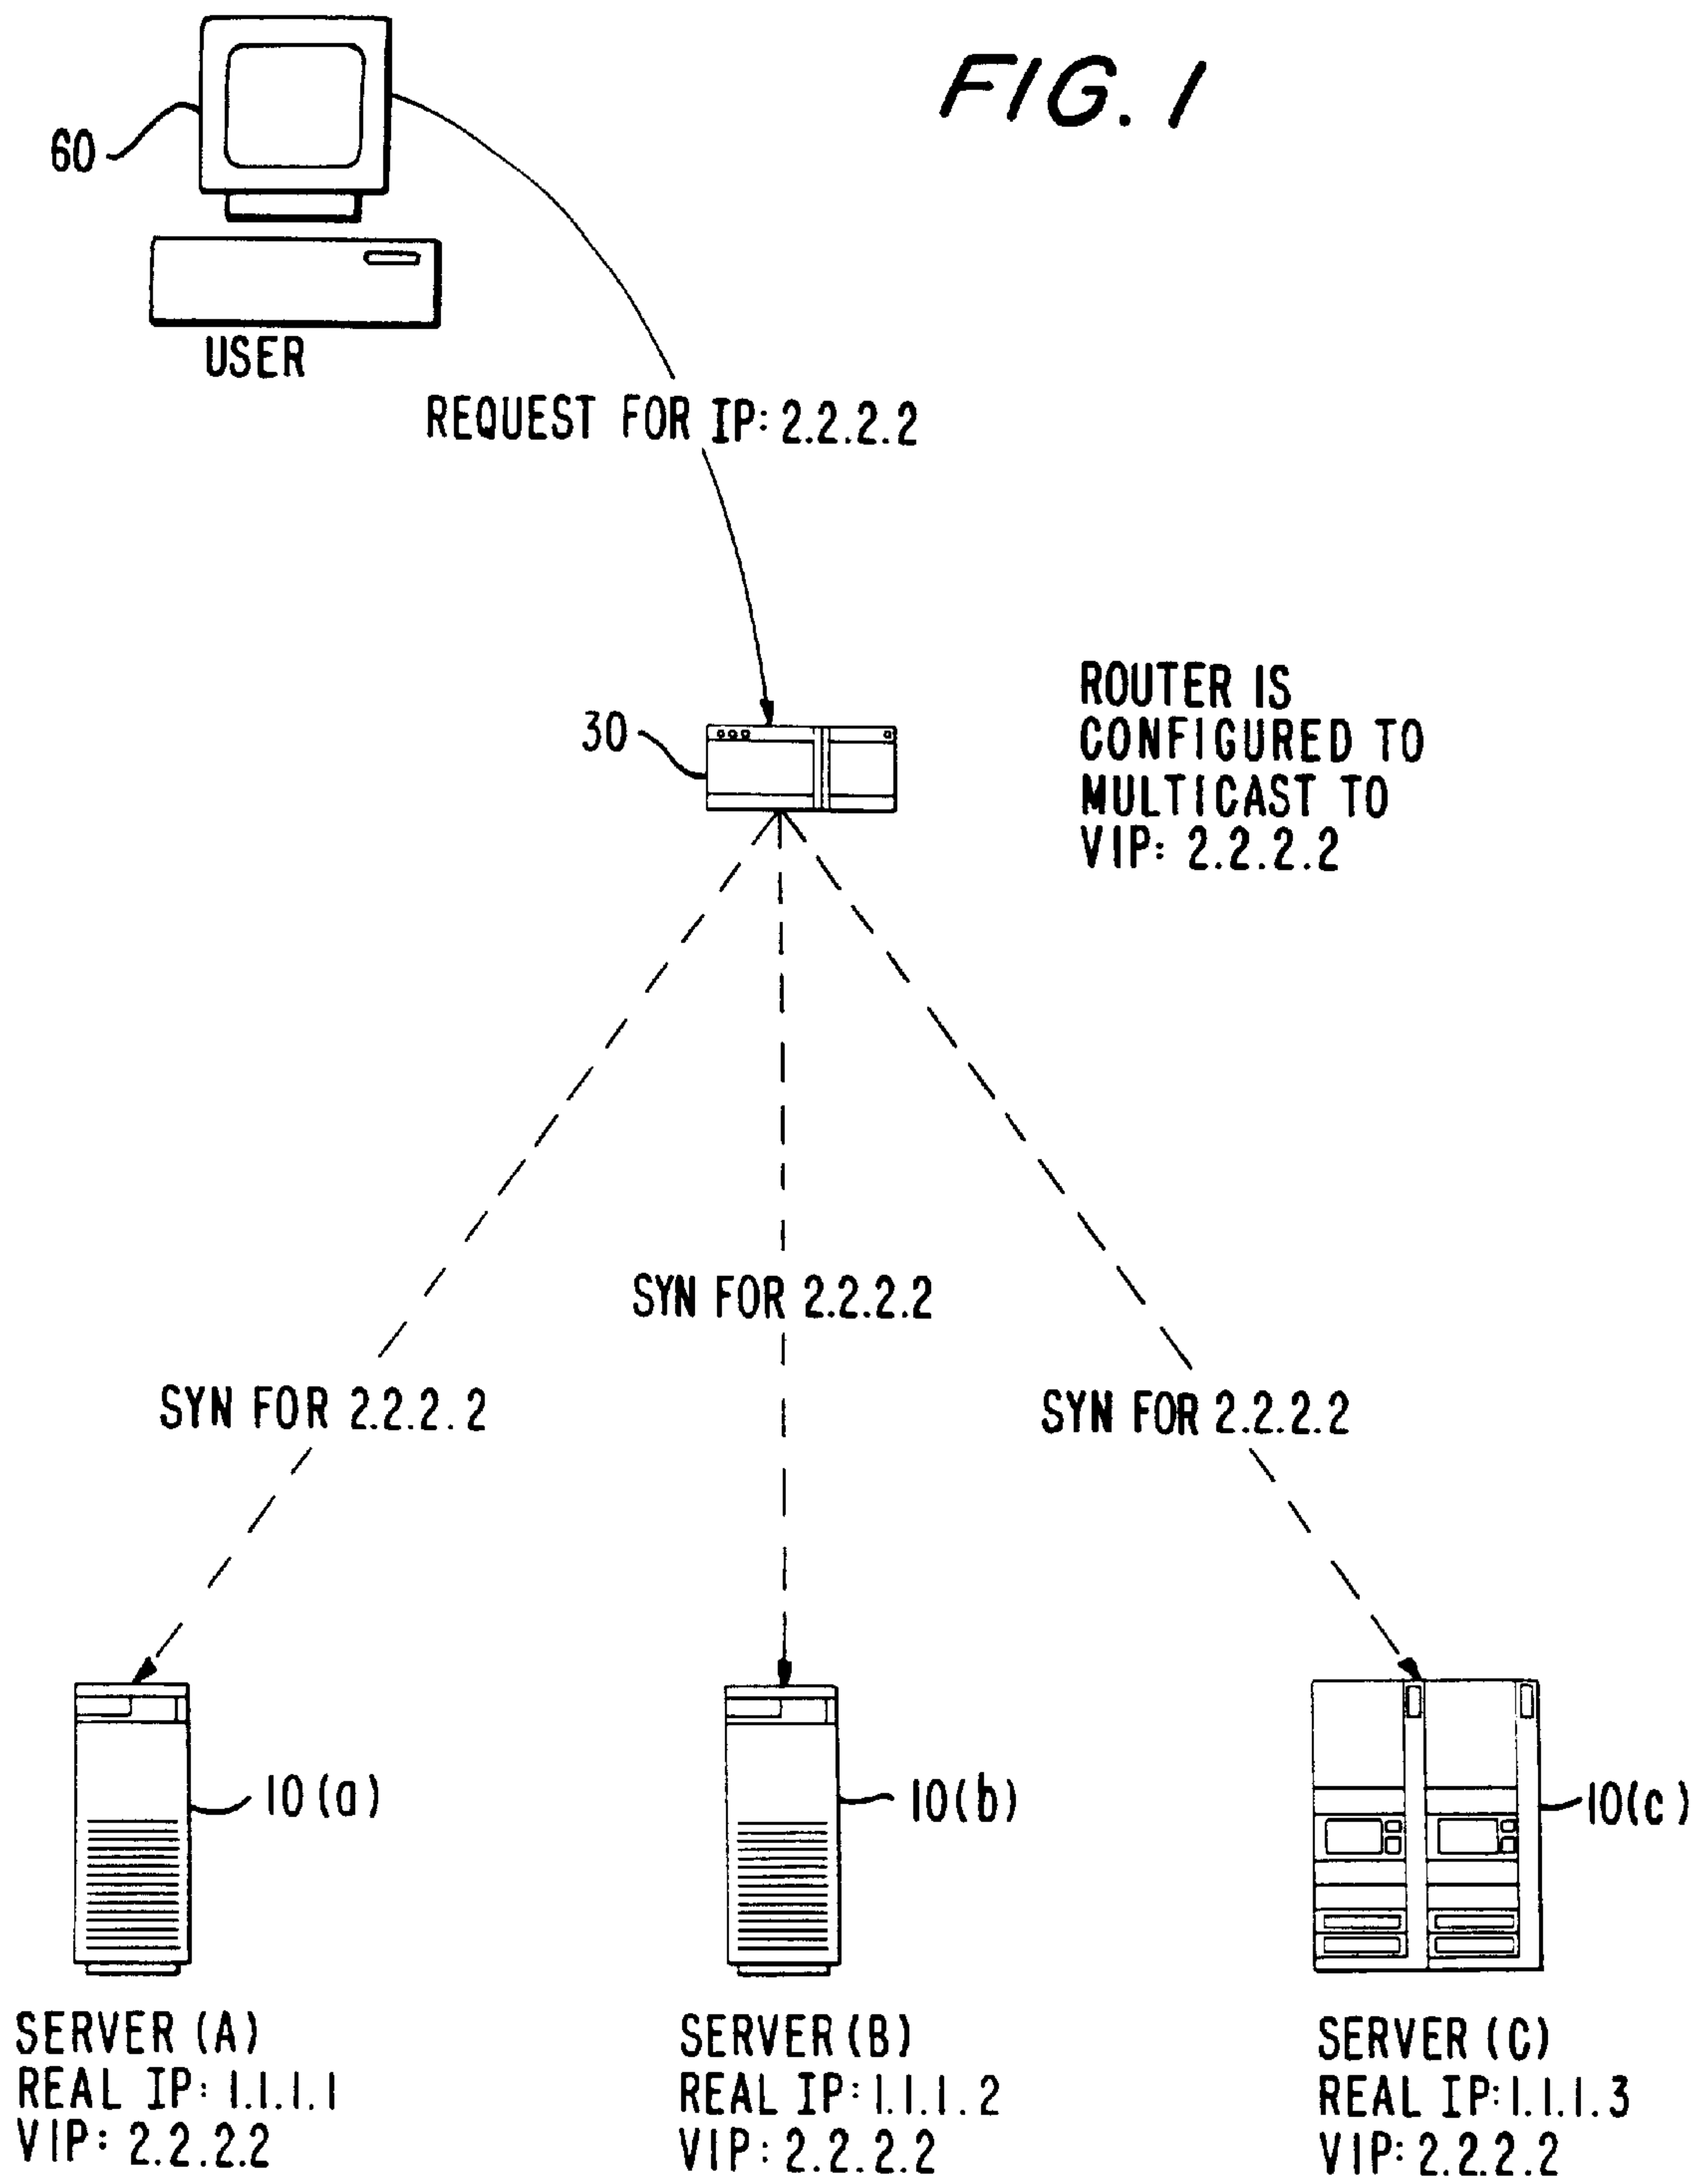 FIG. 1
60
USER
REQUEST FOR IP: 2.2.2.2
30
ROUTER IS
CONFIGURED TO
MULTICAST TO
VIP: 2.2.2.2
SYN FOR 2.2.2.2
SYN FOR 2.2.2.2
SYN FOR 2.2.2.2
10(a)
10(b)
10(c)
SERVER (A)
REAL IP: 1.1.1.1
VIP: 2.2.2.2
SERVER (B)
REAL IP: 1.1.1.2
VIP: 2.2.2.2
SERVER (C)
REAL IP: 1.1.1.3
VIP: 2.2.2.2